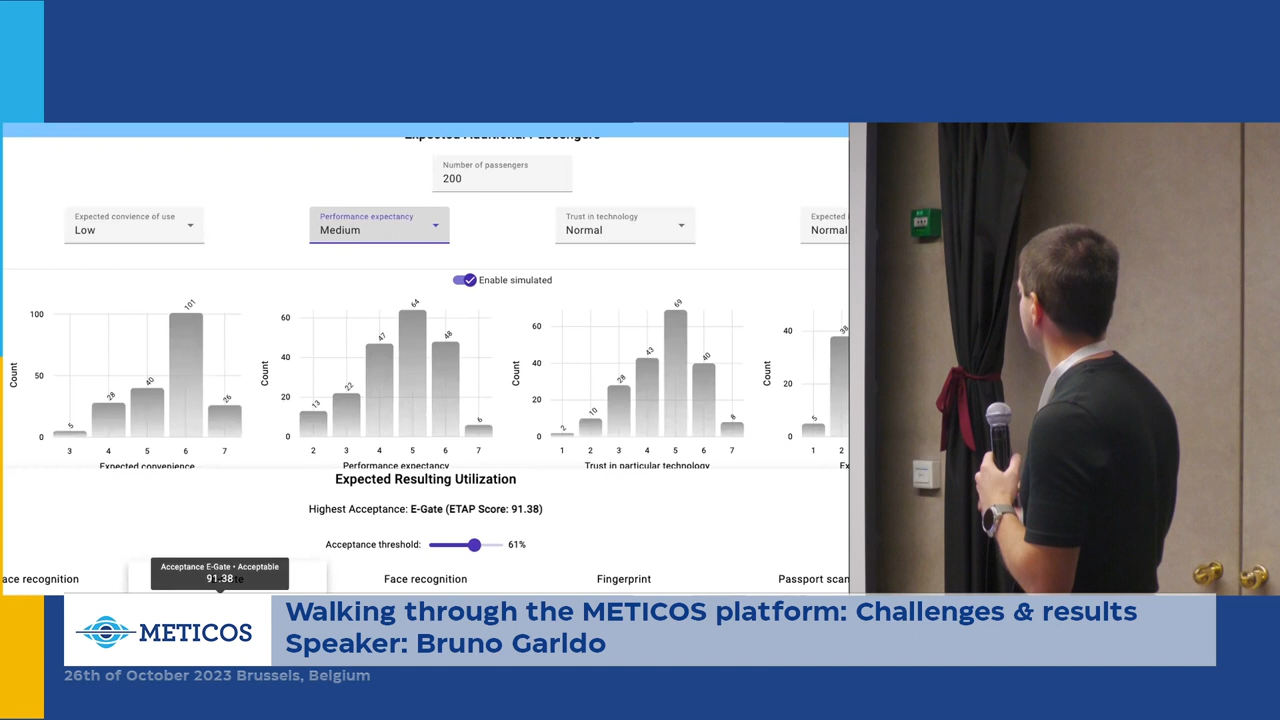 Expected Additional Passengers
Number of passengers
200
Expected convience of use
Low
Performance expectancy
Medium
Trust in technology
Normal
Normal
Enable simulated
Count
100
50
0
5
28
40
101
26
3 4 5 6 7
Expected convenience
Count
60
40
20
0
13
22
47
64
48
6
2 3 4 5 6 7
Performance expectancy
Count
60
40
20
0
2
10
28
43
69
40
8
1 2 3 4 5 6 7
Trust in particular technology
Count
40
20
0
5
38
1 2
Expected Resulting Utilization
Highest Acceptance: E-Gate (ETAP Score: 91.38)
Acceptance threshold: 61%
Acceptance E-Gate • Acceptable
91.38
ace recognition Face recognition Fingerprint Passport scan
METICOS
Walking through the METICOS platform: Challenges & results
Speaker: Bruno Garldo
26th of October 2023 Brussels, Belgium